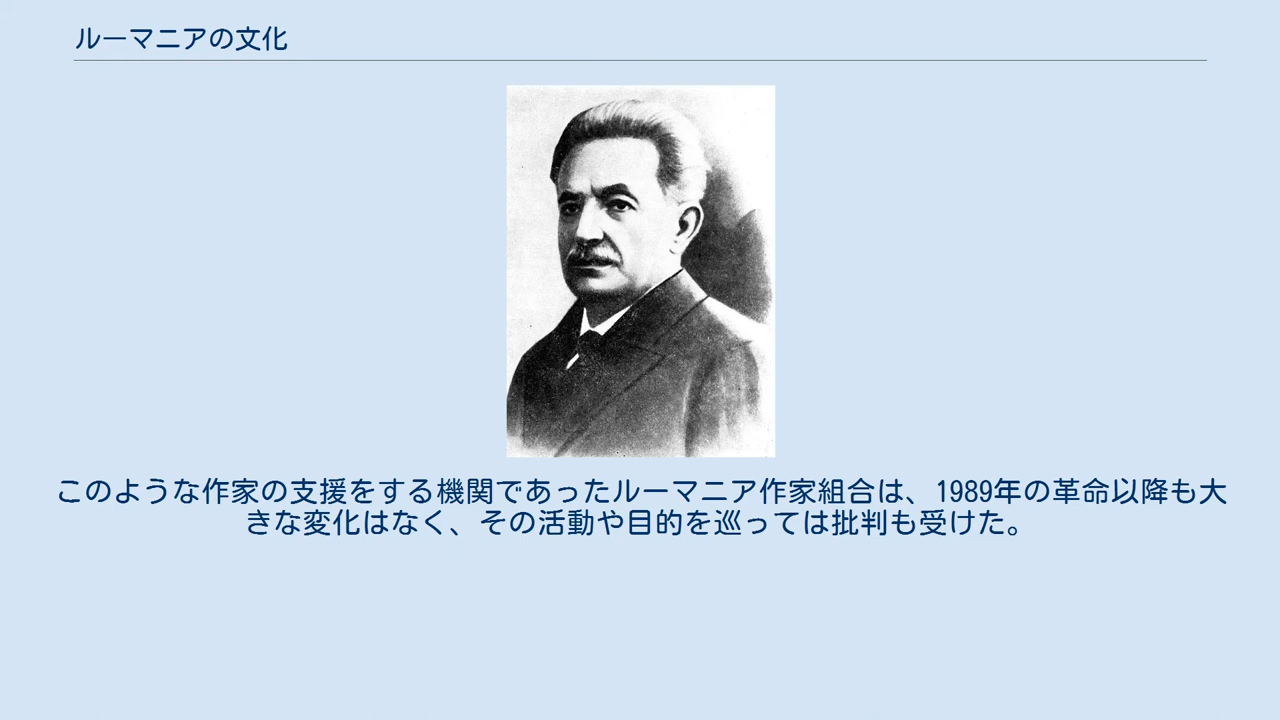 ルーマニアの文化
このような作家の支援をする機関であったルーマニア作家組合は、1989年の革命以降も大
きな変化はなく、その活動や目的を巡っては批判も受けた。